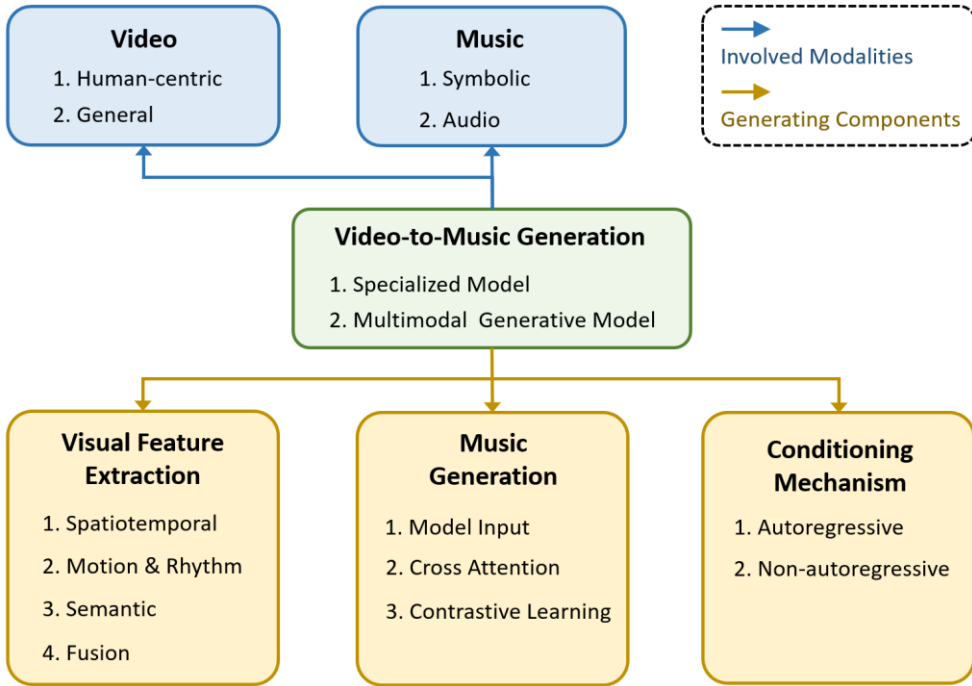 Video
1. Human-centric
2. General
Music
1. Symbolic
2. Audio
Involved Modalities
Generating Components
Video-to-Music Generation
1. Specialized Model
2. Multimodal Generative Model
Visual Feature
Extraction
1. Spatiotemporal
2. Motion & Rhythm
3. Semantic
4. Fusion
Music
Generation
1. Model Input
2. Cross Attention
3. Contrastive Learning
Conditioning
Mechanism
1. Autoregressive
2. Non-autoregressive